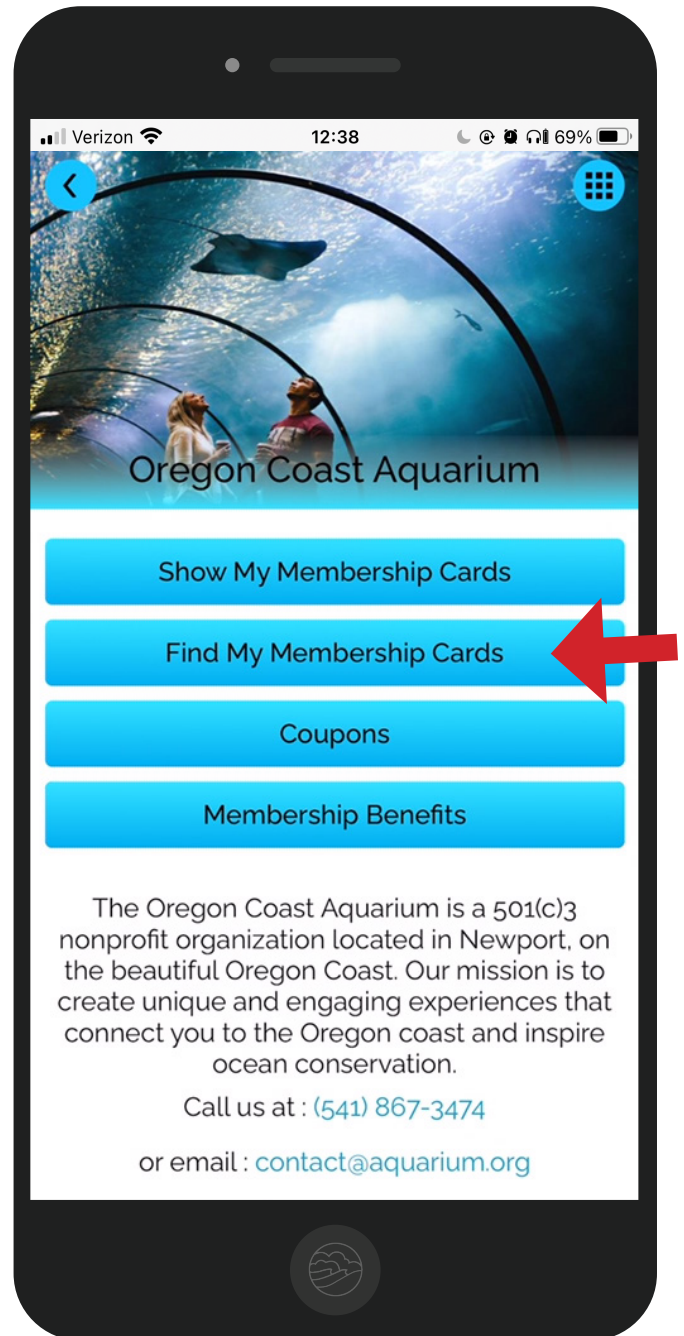 Verizon 12:38 69%
Oregon Coast Aquarium
Show My Membership Cards
Find My Membership Cards
Coupons
Membership Benefits
The Oregon Coast Aquarium is a 501(c)3
nonprofit organization located in Newport, on
the beautiful Oregon Coast. Our mission is to
create unique and engaging experiences that
connect you to the Oregon coast and inspire
ocean conservation.
Call us at : (541) 867-3474
or email : contact@aquarium.org